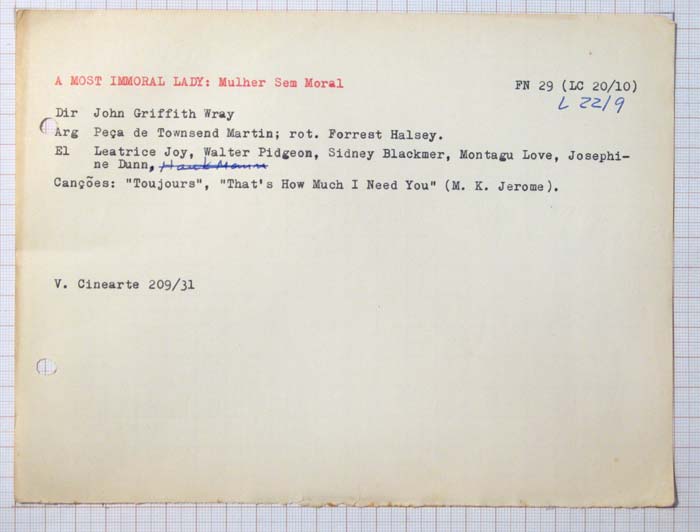 A MOST IMMORAL LADY: Mulher Sem Moral FN 29 (LC 20/10)
L 22/9
Dir John Griffith Wray
Arg Peça de Townsend Martin; rot. Forrest Halsey.
El Leatrice Joy, Walter Pidgeon, Sidney Blackmer, Montagu Love, Josephi-
ne Dunn, Hank Mann
Canções: "Toujours", "That's How Much I Need You" (M. K. Jerome).
V. Cinearte 209/31